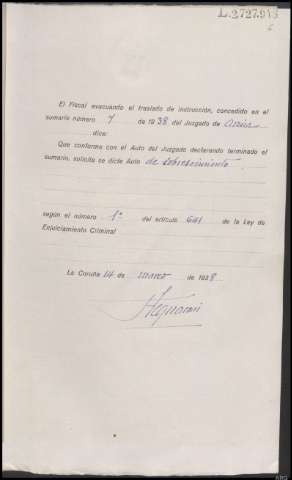 L.2727.913
6
El Fiscal evacuando el traslado de instrucción, concedido en el
sumario número 7 de 1938 del Juzgado de
dice:
Que conforme con el Auto del Juzgado declarando terminado el
sumario, solicita se dicte Auto de sobreseimiento
según el número 1º del artículo 641 de la Ley de
Enjuiciamiento Criminal
La Coruña 14 de marzo de 1938